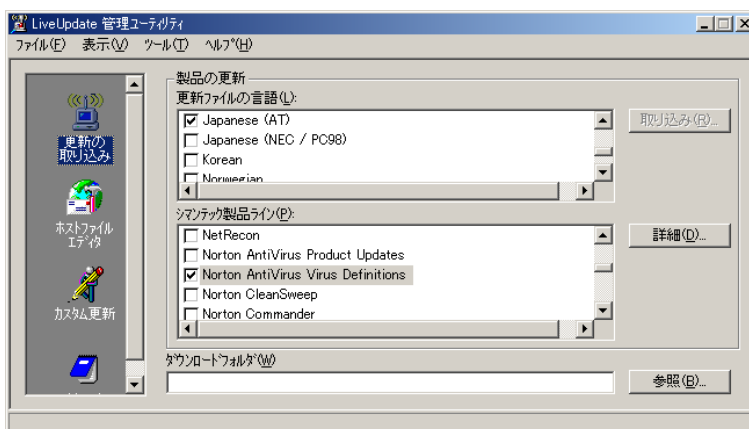 LiveUpdate 管理ユーティリティ
ファイル(F) 表示(V) ツール(T) ヘルプ(H)
更新の
取り込み
ホストファイル
エディタ
カスタム更新
製品の更新
更新ファイルの言語(L):
Japanese (AT)
Japanese (NEC / PC98)
Korean
Norwegian
取り込み(R)...
シマンテック製品ライン(P):
NetRecon
Norton AntiVirus Product Updates
Norton AntiVirus Virus Definitions
Norton CleanSweep
Norton Commander
詳細(D)...
ダウンロードフォルダ(W)
参照(B)...